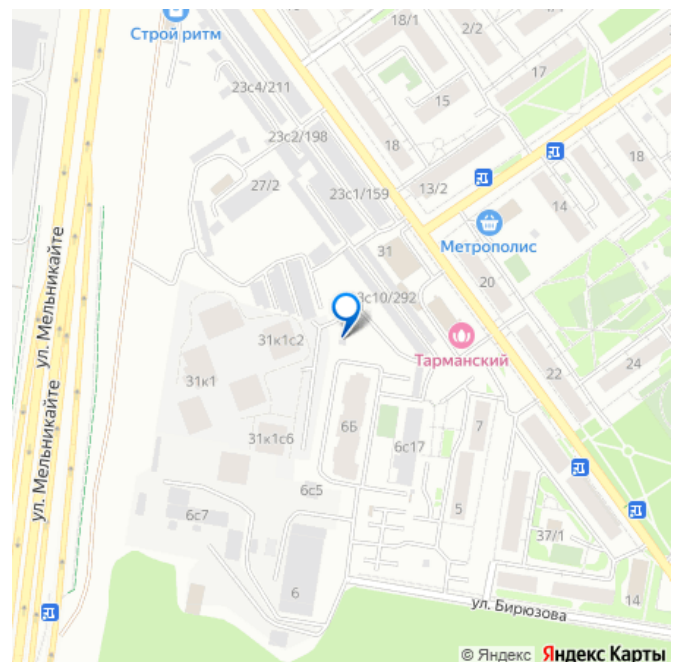 18/1
2/2
Строй ритм
17
23с4/211
15
23с2/198
18
18
27/2
23с1/159
13/2
14
ул. Мельникайте
31
Метрополис
20
3с10/292
31к1с2
Тарманский
24
22
31к1
6Б
7
31к1с6
6с17
ул. Мельникайте
6с5
5
6с7
37/1
6
14
ул. Бирюзова
© Яндекс Яндекс Карты